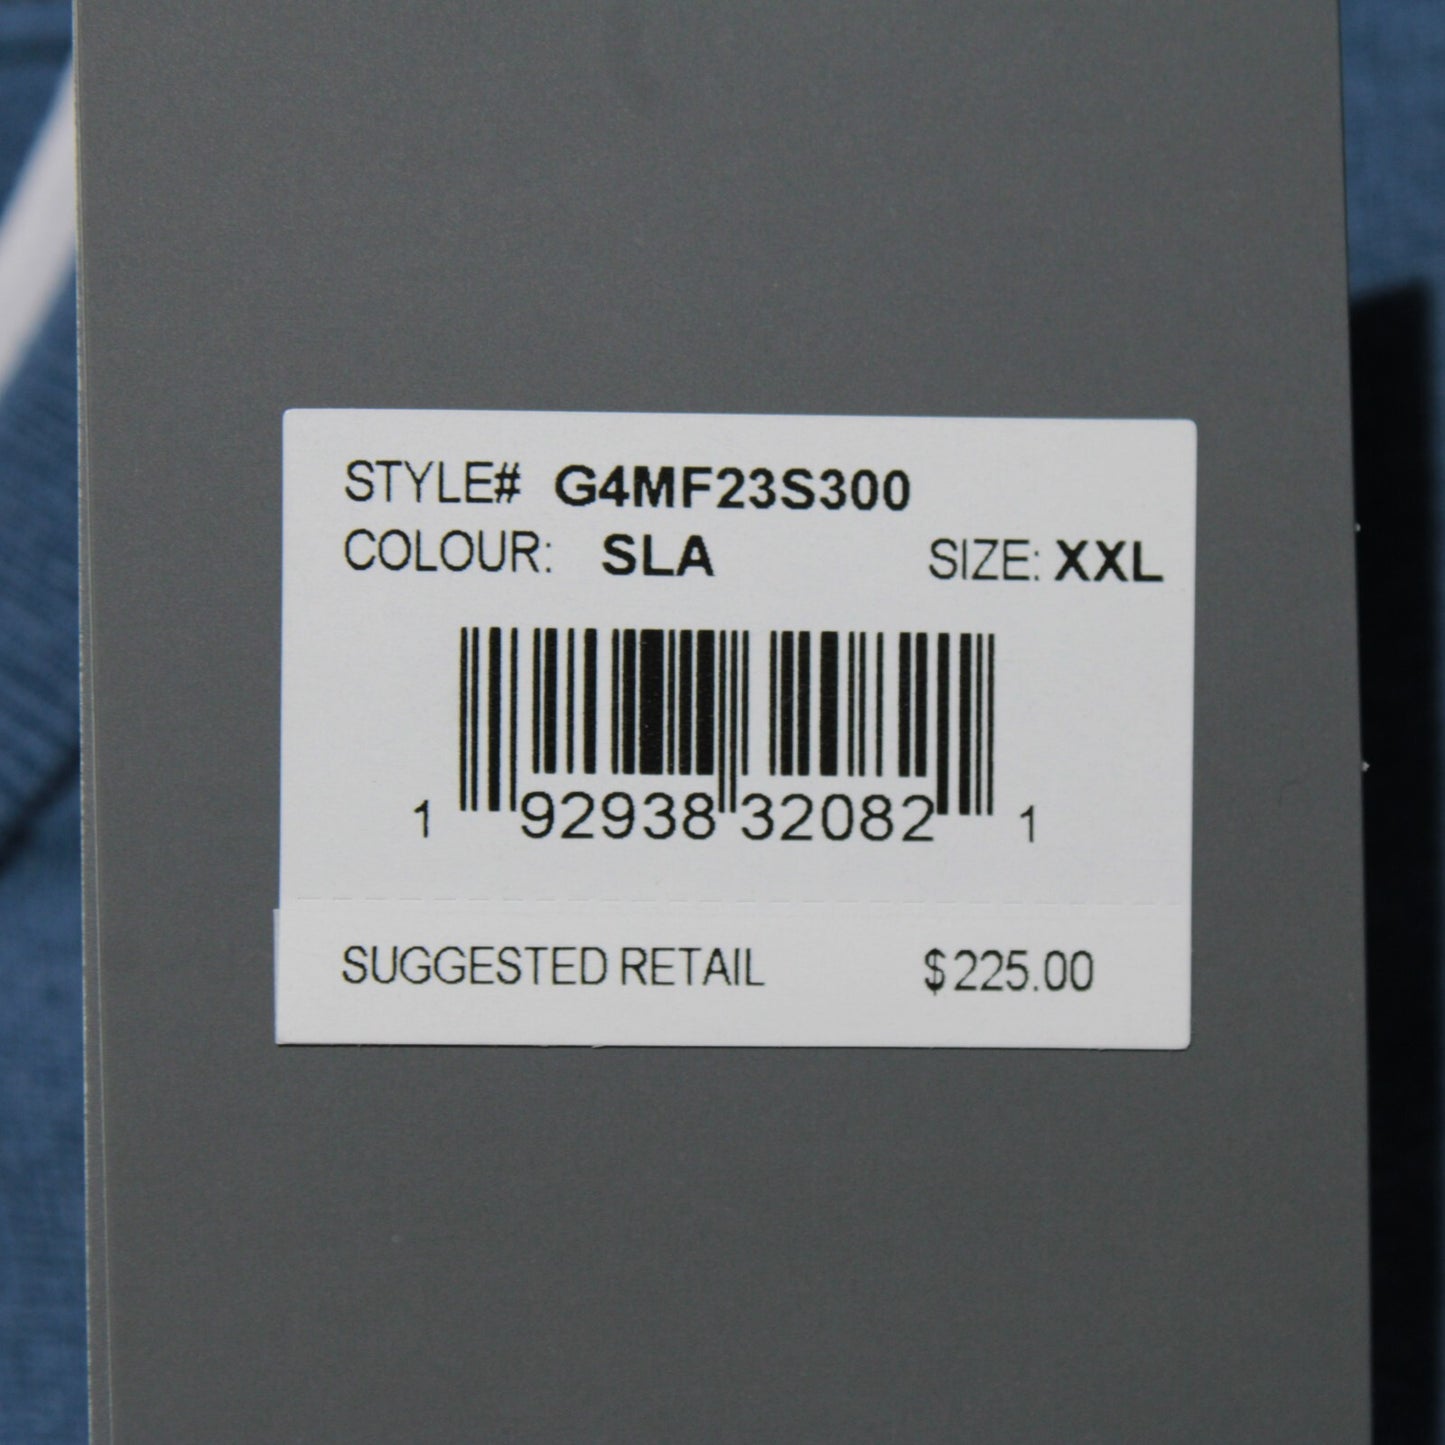 STYLE# G4MF23S300
COLOUR: SLA SIZE: XXL
1 92938 32082 1
SUGGESTED RETAIL $225.00